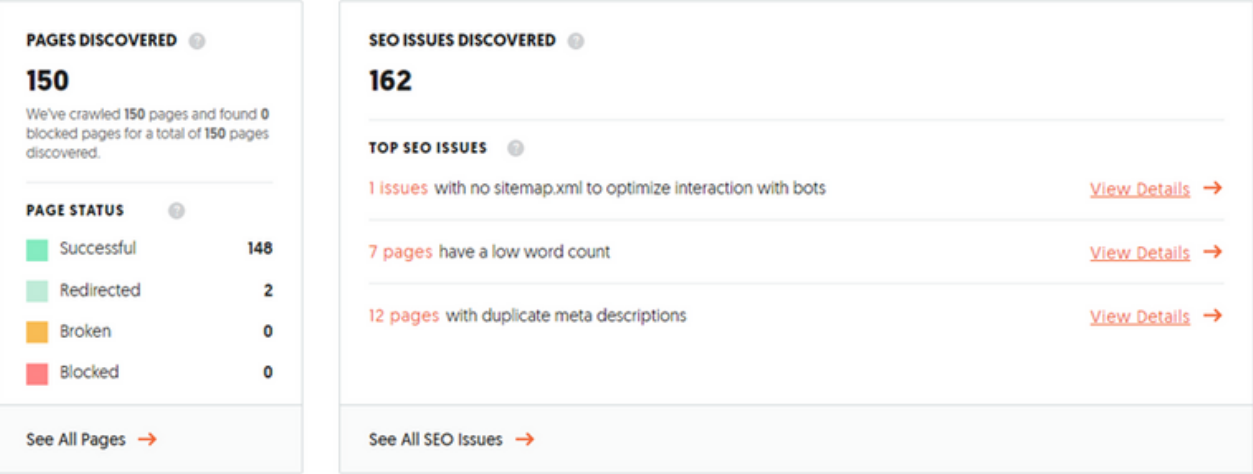 PAGES DISCOVERED ?
150
We've crawled 150 pages and found 0
blocked pages for a total of 150 pages
discovered.
PAGE STATUS ?
Successful 148
Redirected 2
Broken 0
Blocked 0
See All Pages →
SEO ISSUES DISCOVERED ?
162
TOP SEO ISSUES ?
1 issues with no sitemap.xml to optimize interaction with bots View Details →
7 pages have a low word count View Details →
12 pages with duplicate meta descriptions View Details →
See All SEO Issues →